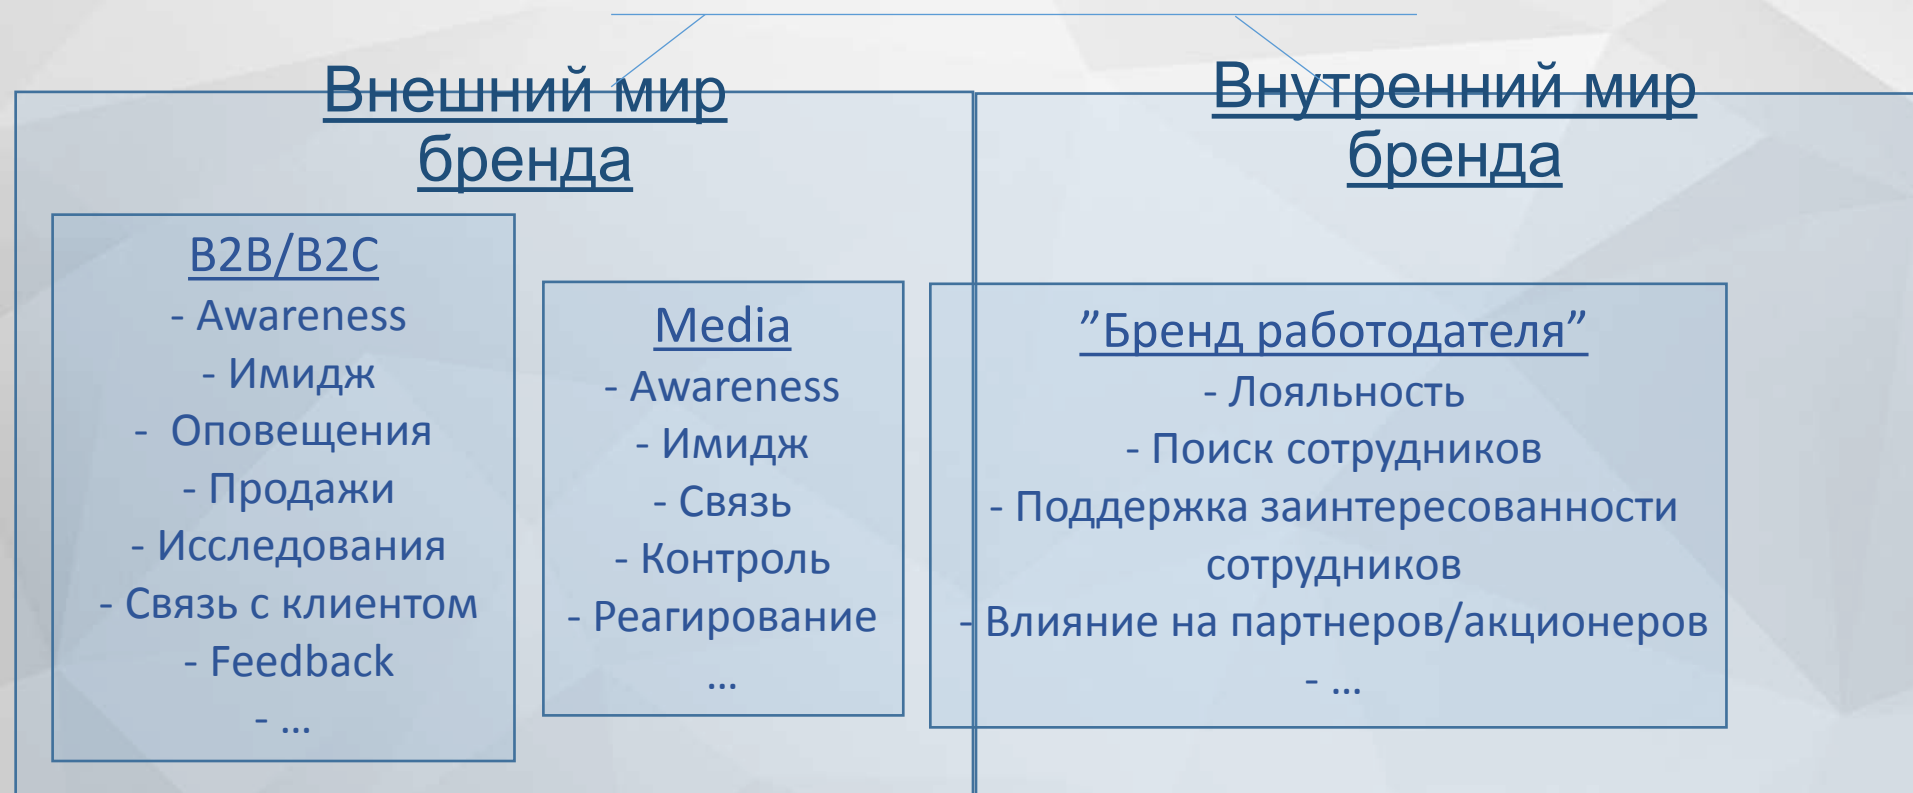 Внешний мир
бренда
B2B/B2C
- Awareness
- Имидж
- Оповещения
- Продажи
- Исследования
- Связь с клиентом
- Feedback
- ...
Media
- Awareness
- Имидж
- Связь
- Контроль
- Реагирование
...
Внутренний мир
бренда
”Бренд работодателя”
- Лояльность
- Поиск сотрудников
- Поддержка заинтересованности
сотрудников
- Влияние на партнеров/акционеров
- ...